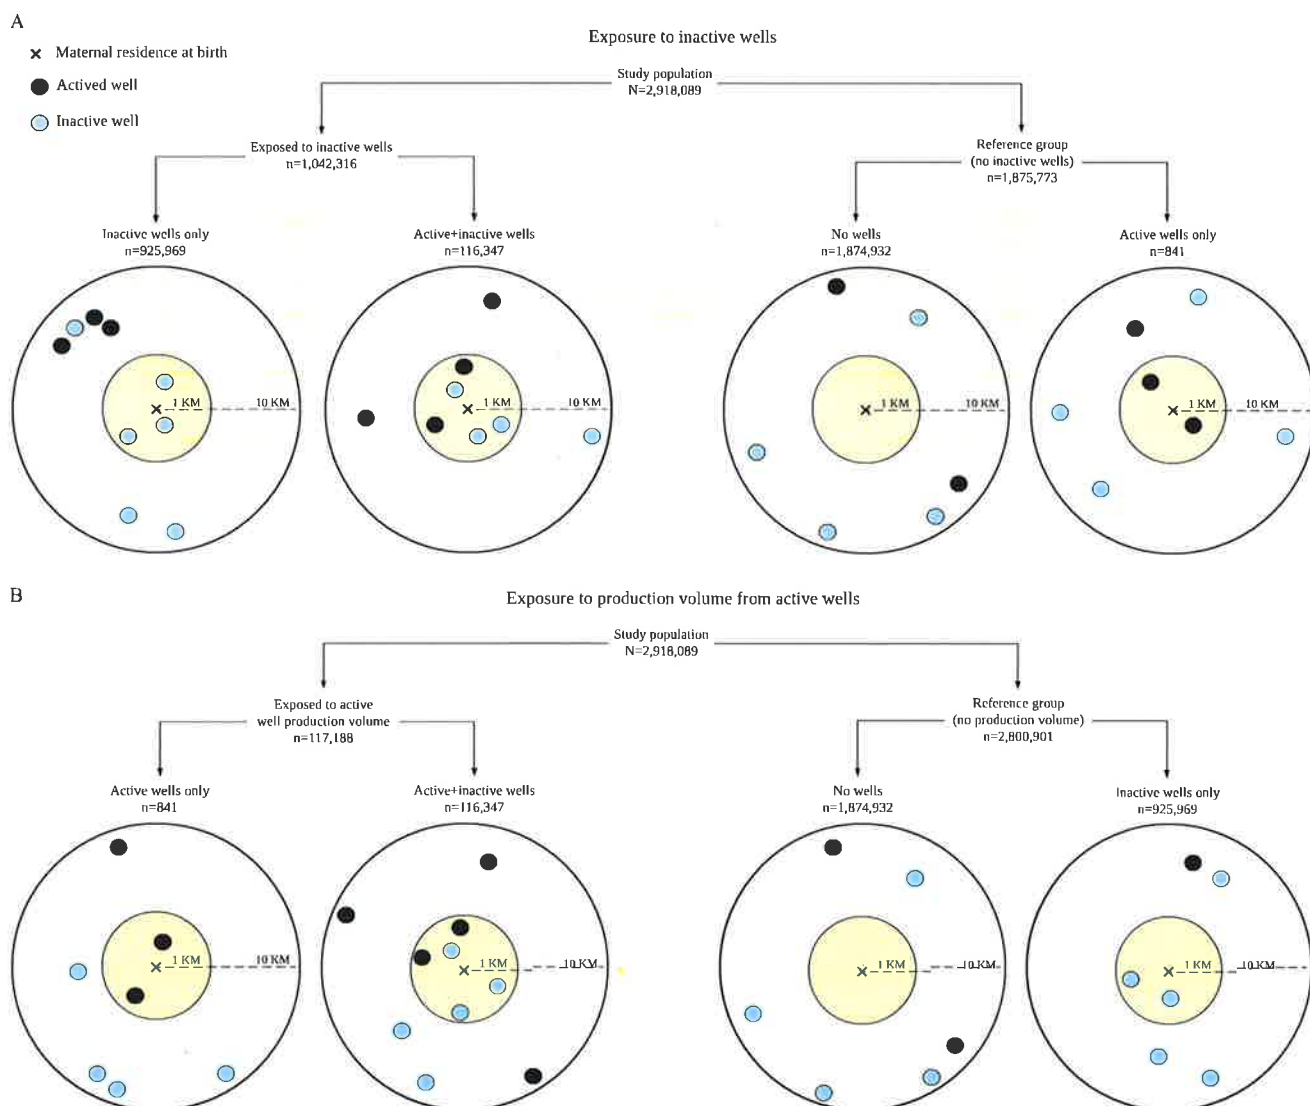 A
Exposure to inactive wells
Maternal residence at birth
Actived well
Inactive well
Study population
N=2,918,089
Exposed to inactive wells
n=1,042,316
Reference group
(no inactive wells)
n=1,875,773
Inactive wells only
n=925,969
Active+inactive wells
n=116,347
No wells
n=1,874,932
Active wells only
n=841
1 KM
10 KM
1 KM
10 KM
1 KM
10 KM
1 KM
10 KM
B
Exposure to production volume from active wells
Study population
N=2,918,089
Exposed to active
well production volume
n=117,188
Reference group
(no production volume)
n=2,800,901
Active wells only
n=841
Active+inactive wells
n=116,347
No wells
n=1,874,932
Inactive wells only
n=925,969
1 KM
10 KM
1 KM
10 KM
1 KM
10 KM
1 KM
10 KM